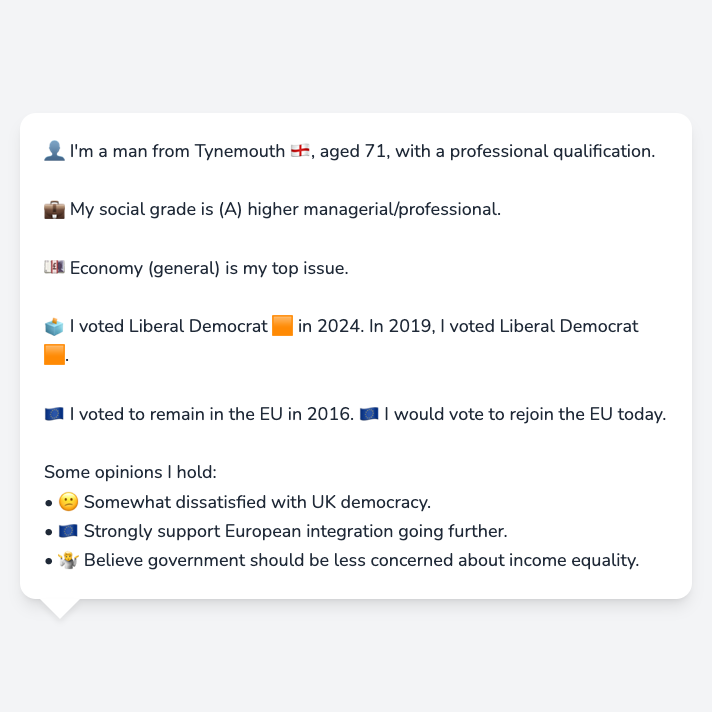 👤 I'm a man from Tynemouth 🏴󠁧󠁢󠁥󠁮󠁧󠁿, aged 71, with a professional qualification.
💼 My social grade is (A) higher managerial/professional.
💷 Economy (general) is my top issue.
🗳️ I voted Liberal Democrat 🟧 in 2024. In 2019, I voted Liberal Democrat
🟧.
🇪🇺 I voted to remain in the EU in 2016. 🇪🇺 I would vote to rejoin the EU today.
Some opinions I hold:
• 🙁 Somewhat dissatisfied with UK democracy.
• 🇪🇺 Strongly support European integration going further.
• 🤷 Believe government should be less concerned about income equality.